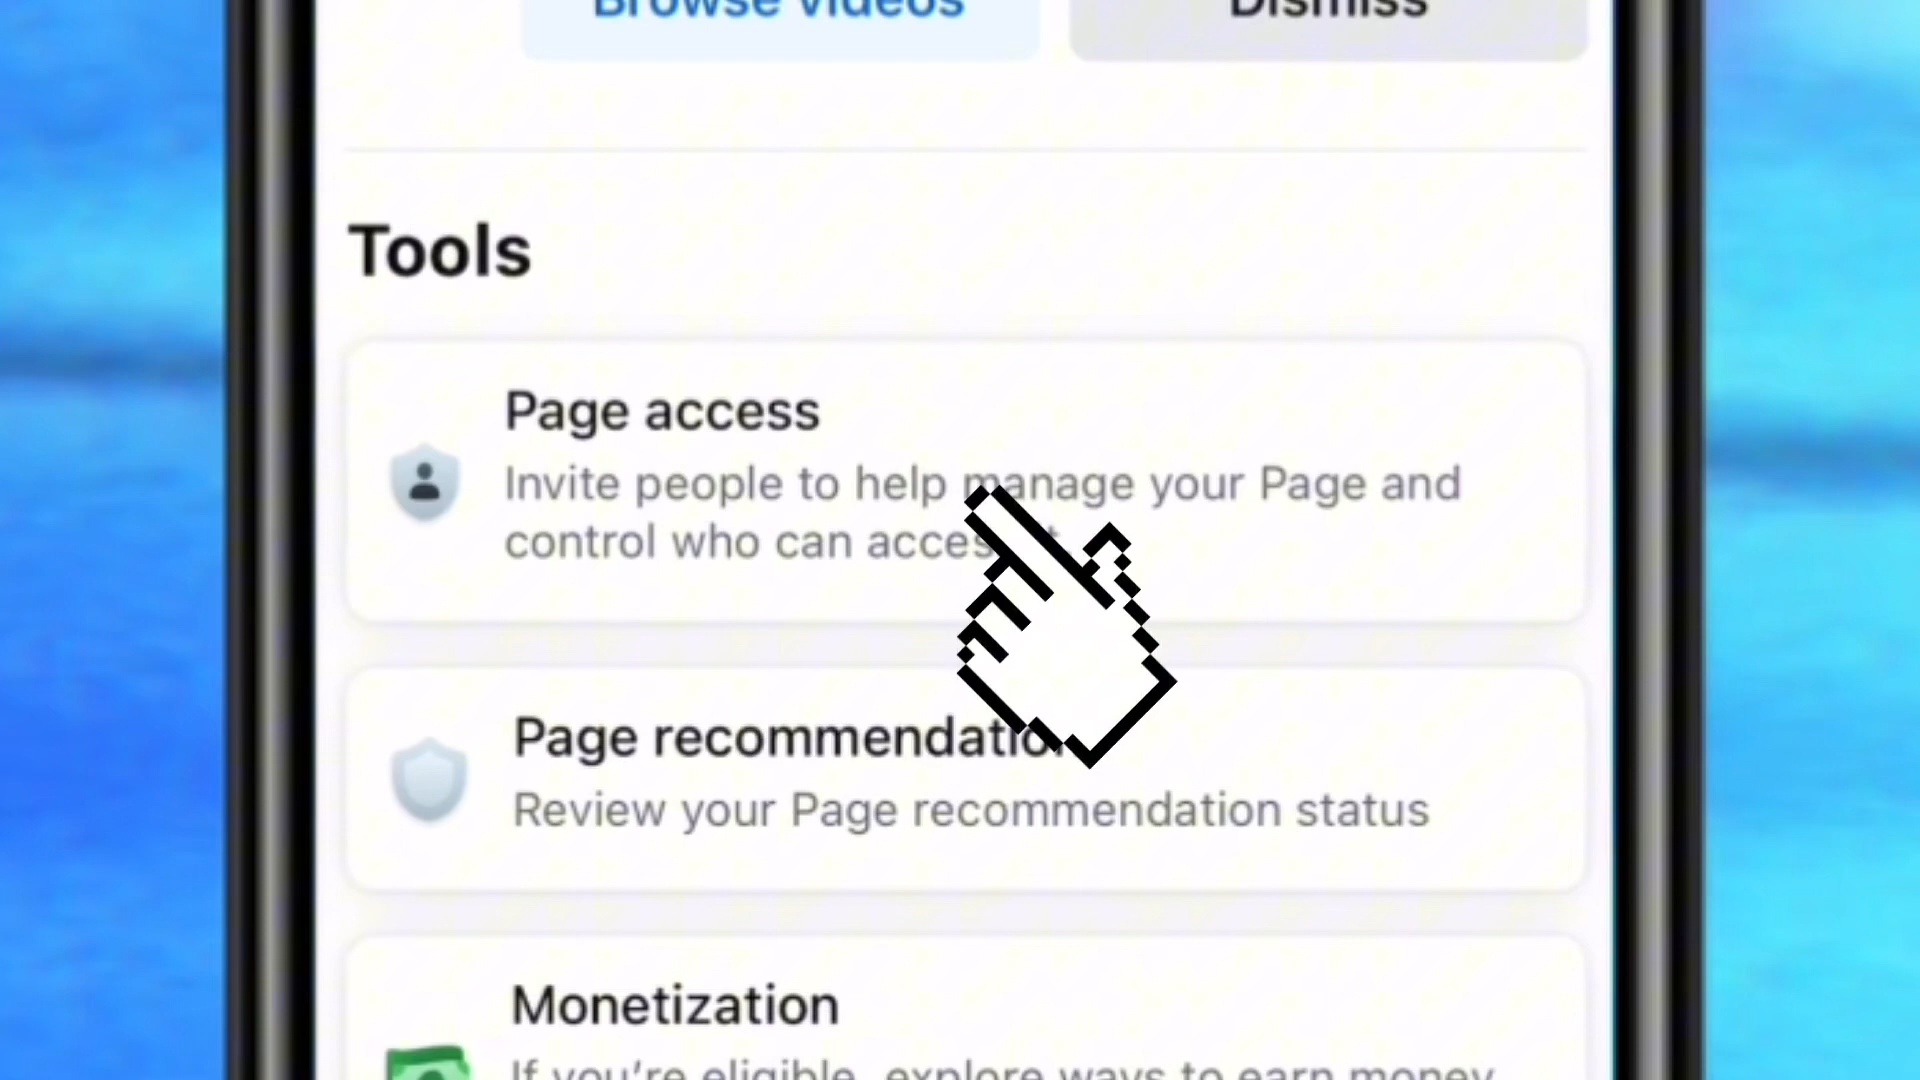 Browse videos
Dismiss
Tools
Page access
Invite people to help manage your Page and
control who can access
Page recommendation
Review your Page recommendation status
Monetization
If you're eligible, explore ways to earn money